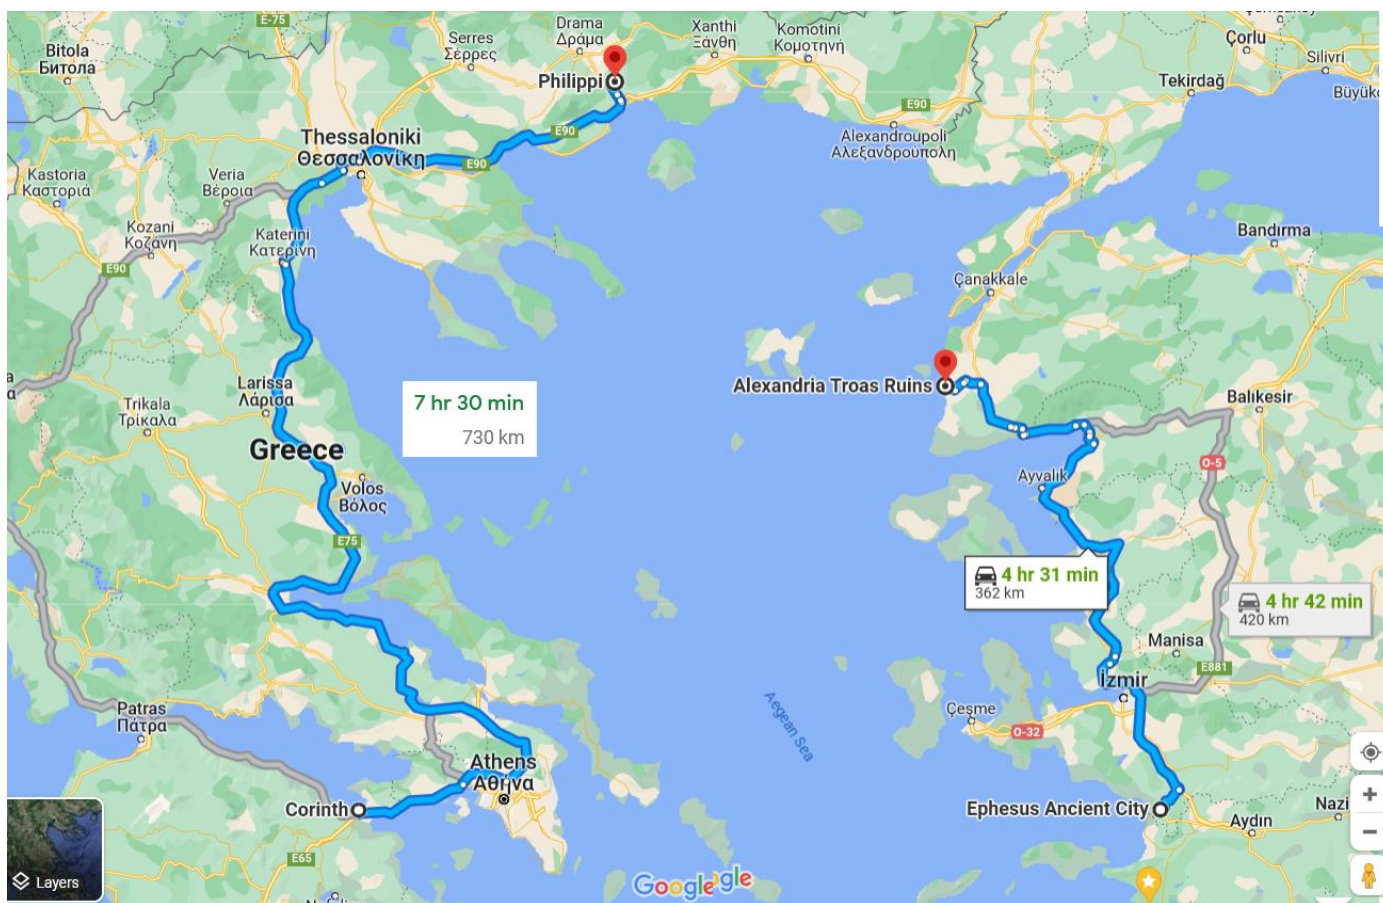 E-75
Bitola
Битола
Drama
Δράμα
Xanthi
Ξάνθη
Komotini
Κομοτηνή
Çorlu
Silivri
Serres
Σέρρες
Philippi
Tekirdağ
E90
Alexandroupoli
Αλεξανδρουπολη
Thessaloniki
Θεσσαλονίκη
E90
E90
Kastoria
Καστοριά
Veria
Βέροια
Kozani
Κοζάνη
Katerini
Κατερίνη
E90
Bandırma
Çanakkale
Larissa
Λάρισα
7 hr 30 min
730 km
Alexandria Troas Ruins
Balıkesir
Trikala
Τρίκαλα
Greece
O-5
Volos
Βόλος
Ayvalık
E75
4 hr 31 min
362 km
4 hr 42 min
420 km
Manisa
E881
İzmir
Patras
Πάτρα
Çeşme
O-32
Aegean Sea
Athens
Αθήνα
Corinth
Ephesus Ancient City
Nazi
Aydın
E65
Layers
Google